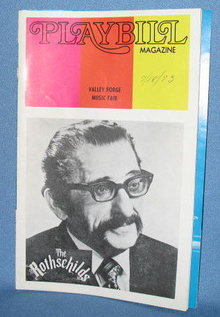 PLAYBILL
MAGAZINE
VALLEY FORGE
MUSIC FAIR
The
Rothschilds